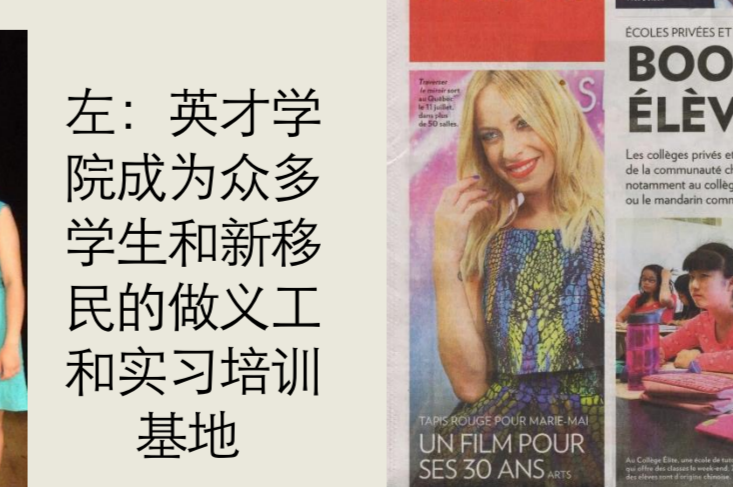 左：英才学
院成为众多
学生和新移
民的做义工
和实习培训
基地
Traverser
le miroir sort
au Québec
le 11 juillet,
dans plus
de 50 salles.
TAPIS ROUGE POUR MARIE-MAI
UN FILM POUR
SES 30 ANS ARTS
ÉCOLES PRIVÉES ET
BOO
ÉLÈV
Les collèges privés et
de la communauté ch
notamment au collèg
ou le mandarin comm
Au Collège Élite, une école de tuto
qui offre des classes le week-end,
des élèves sont d'origine chinoise